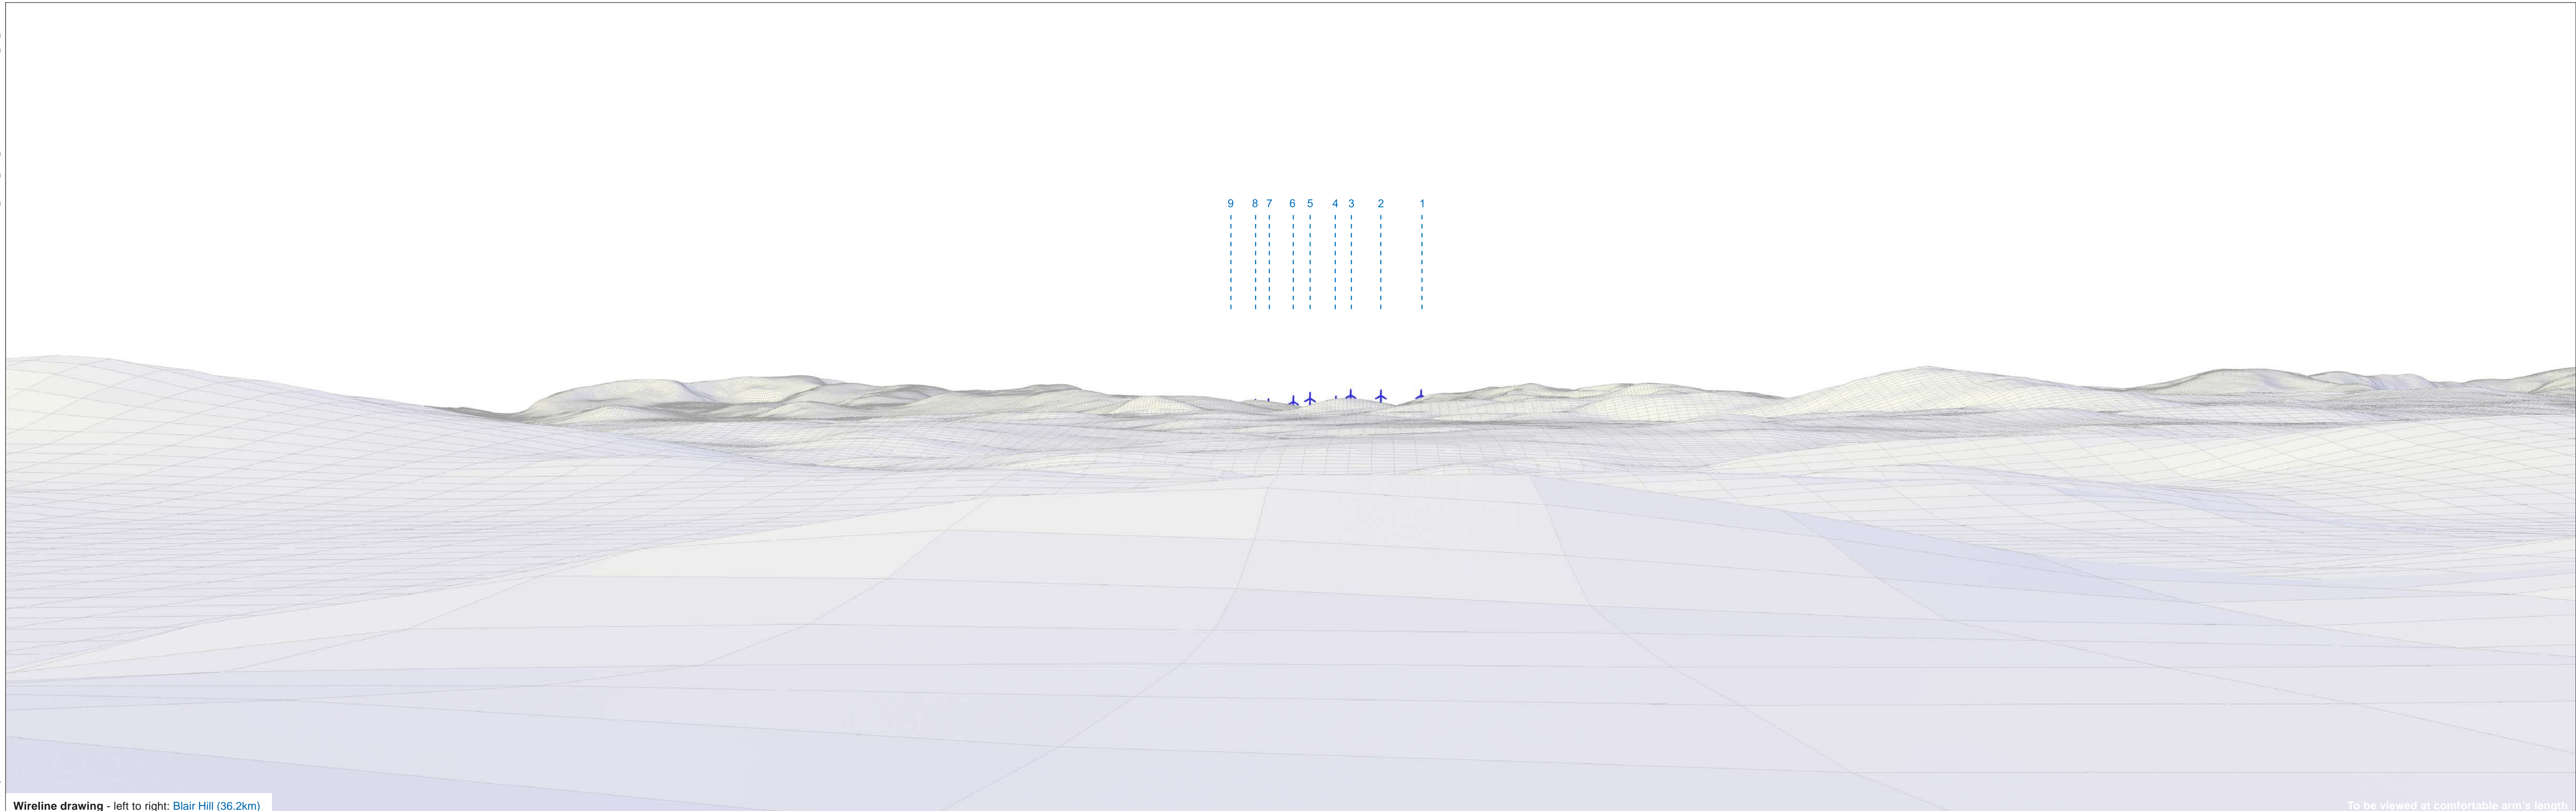 9 8 7 6 5 4 3 2 1
Wireline drawing - left to right: Blair Hill (36.2km)
To be viewed at comfortable arm's length